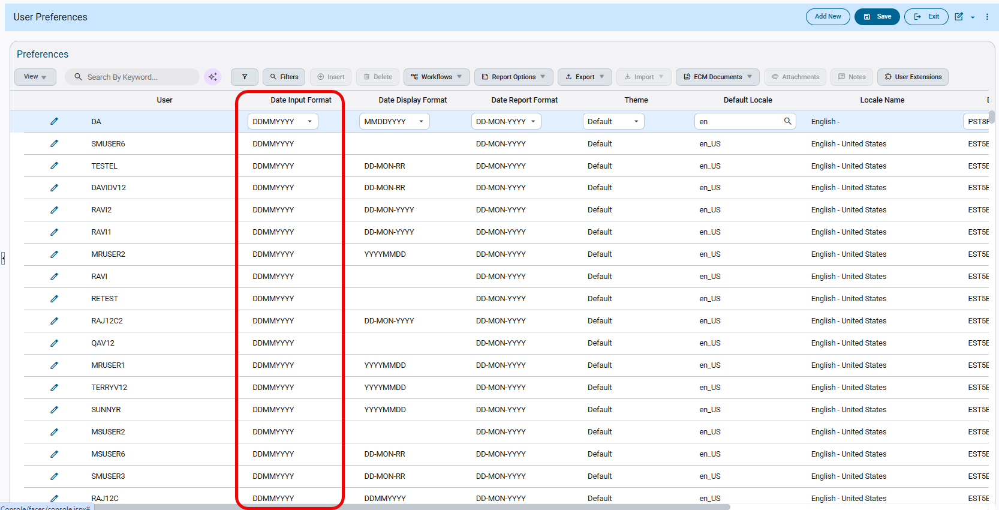 User Preferences
Add New Save Exit
Preferences
View Search By Keyword... Filters Insert Delete Workflows Report Options Export Import ECM Documents Attachments Notes User Extensions
User Date Input Format Date Display Format Date Report Format Theme Default Locale Locale Name
DA DDMMYYYY MMDDYYYY DD-MON-YYYY Default en English - PST8P
SMUSER6 DDMMYYYY DD-MON-YYYY Default en_US English - United States EST5E
TESTEL DDMMYYYY DD-MON-RR DD-MON-YYYY Default en_US English - United States EST5E
DAVIDV12 DDMMYYYY DD-MON-RR DD-MON-YYYY Default en_US English - United States EST5E
RAVI2 DDMMYYYY DD-MON-YYYY DD-MON-YYYY Default en_US English - United States EST5E
RAVI1 DDMMYYYY DD-MON-YYYY DD-MON-YYYY Default en_US English - United States EST5E
MRUSER2 DDMMYYYY YYYYMMDD DD-MON-YYYY Default en_US English - United States EST5E
RAVI DDMMYYYY DD-MON-YYYY Default en_US English - United States EST5E
RETEST DDMMYYYY DD-MON-YYYY Default en_US English - United States EST5E
RAJ12C2 DDMMYYYY DD-MON-YYYY DD-MON-YYYY Default en_US English - United States EST5E
QAV12 DDMMYYYY DD-MON-YYYY Default en_US English - United States EST5E
MRUSER1 DDMMYYYY YYYYMMDD DD-MON-YYYY Default en_US English - United States EST5E
TERRYV12 DDMMYYYY YYYYMMDD DD-MON-YYYY Default en_US English - United States EST5E
SUNNYR DDMMYYYY YYYYMMDD DD-MON-YYYY Default en_US English - United States EST5E
MSUSER2 DDMMYYYY DD-MON-YYYY Default en_US English - United States EST5E
MSUSER6 DDMMYYYY DD-MON-RR DD-MON-YYYY Default en_US English - United States EST5E
SMUSER3 DDMMYYYY DD-MON-RR DD-MON-YYYY Default en_US English - United States EST5E
RAJ12C DDMMYYYY DDMMYYYY DD-MON-YYYY Default en_US English - United States EST5E
Console/faces/console.jspx#